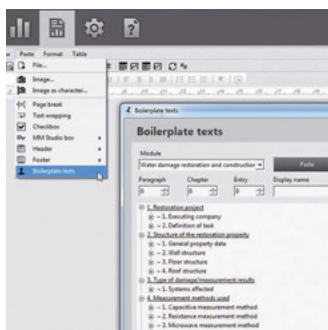 Paste Format Table
File...
Image...
Image as character...
Page break
Text wrapping
Checkbox
MM Studio box
Header
Footer
Boilerplate texts
Boilerplate texts
Boilerplate texts
Module
Water damage restoration and construction
Paste
Paragraph Chapter Entry Display name
0 0 0
1. Restoration project
1. Executing company
2. Definition of task
2. Structure of the restoration property
1. General property data
2. Wall structure
3. Floor structure
4. Roof structure
3. Type of damage/measurement results
1. Systems affected
4. Measurement methods used
1. Capacitive measurement method
2. Resistance measurement method
3. Microwave measurement method